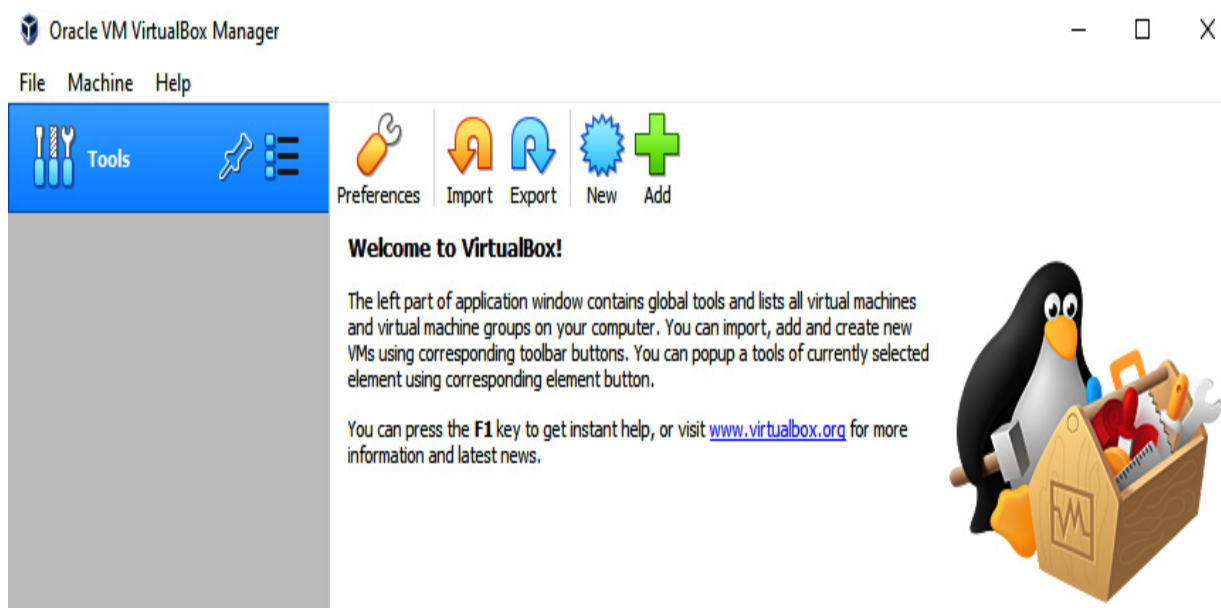 Oracle VM VirtualBox Manager
File Machine Help
Tools
Preferences Import Export New Add
Welcome to VirtualBox!
The left part of application window contains global tools and lists all virtual machines
and virtual machine groups on your computer. You can import, add and create new
VMs using corresponding toolbar buttons. You can popup a tools of currently selected
element using corresponding element button.
You can press the F1 key to get instant help, or visit www.virtualbox.org for more
information and latest news.